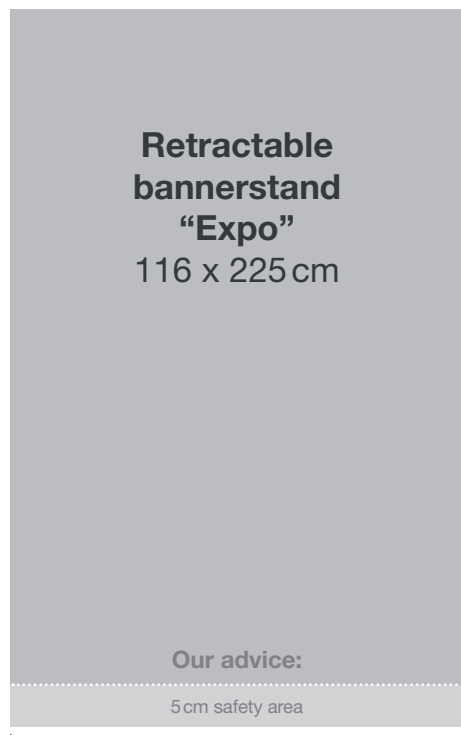 Retractable
bannerstand
“Expo”
116 x 225 cm
Our advice:
5 cm safety area